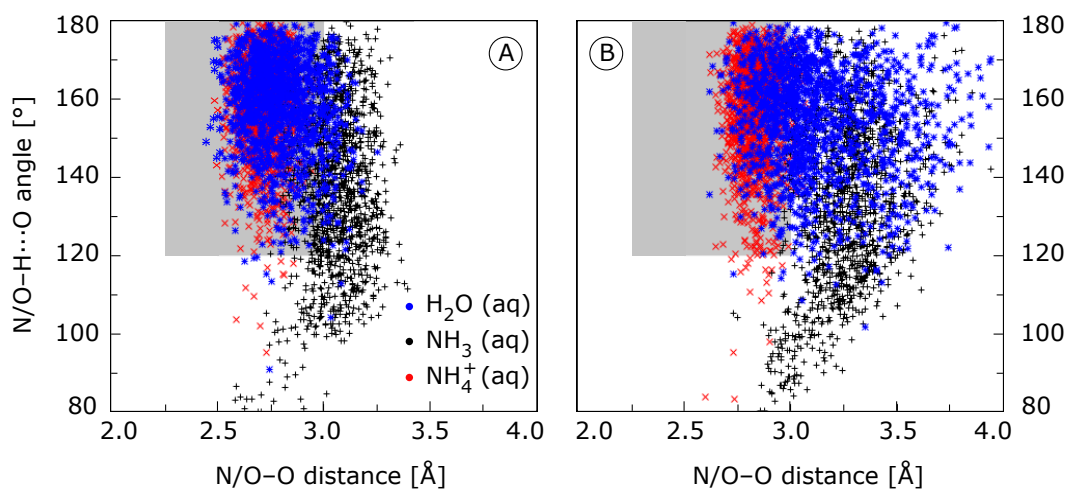 180
160
140
120
100
80
N/O–H···O angle [°]
A
H₂O (aq)
NH₃ (aq)
NH₄⁺ (aq)
2.0 2.5 3.0 3.5 4.0
N/O–O distance [Å]
B
180
160
140
120
100
80
2.0 2.5 3.0 3.5 4.0
N/O–O distance [Å]